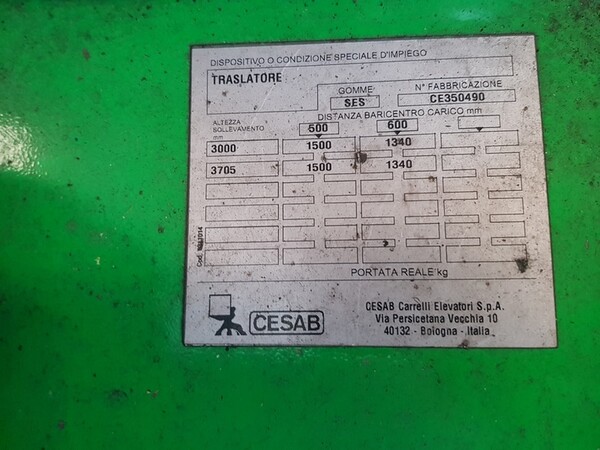 DISPOSITIVO O CONDIZIONE SPECIALE D'IMPIEGO
TRASLATORE
GOMME
N° FABBRICAZIONE
SES
CE350490
DISTANZA BARICENTRO CARICO mm
ALTEZZA
SOLLEVAMENTO
mm
500
600
3000
1500
1340
3705
1500
1340
PORTATA REALE kg
CESAB
CESAB Carrelli Elevatori S.p.A.
Via Persicetana Vecchia 10
40132 - Bologna - Italia
Cod.